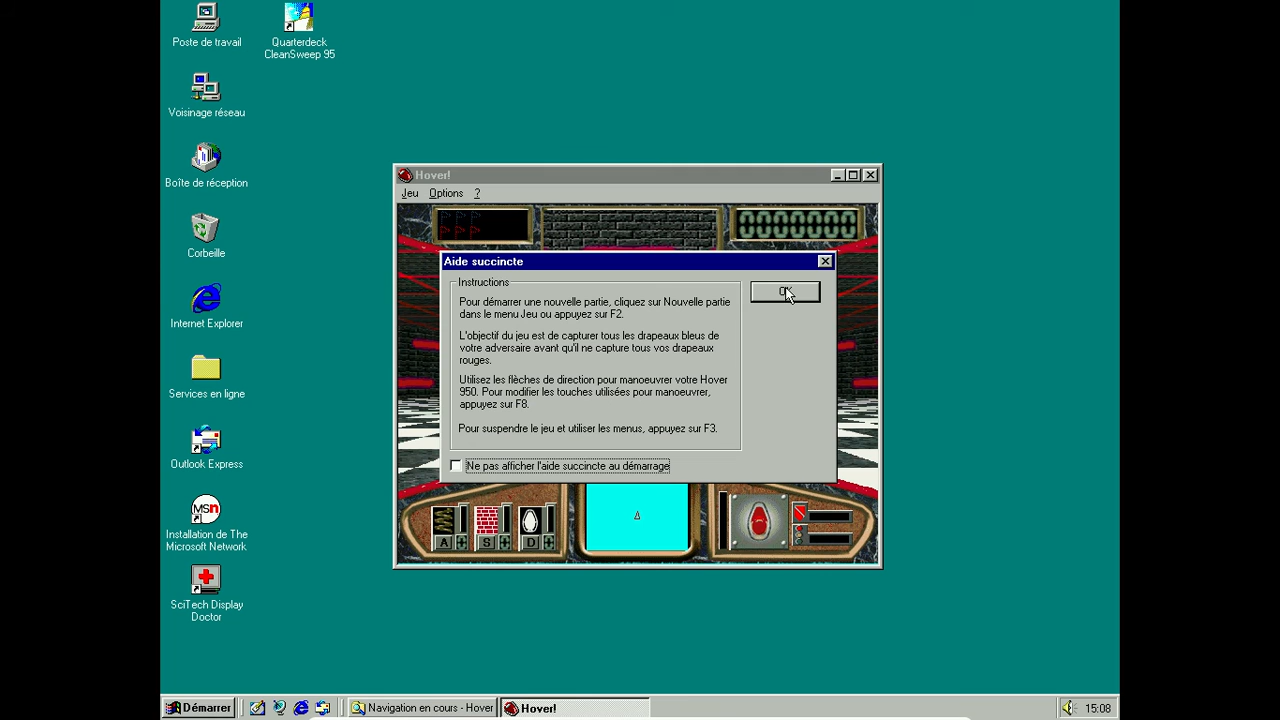 Poste de travail
Quarterdeck
CleanSweep 95
Voisinage réseau
Boîte de réception
Corbeille
Internet Explorer
Services en ligne
Outlook Express
msn
Installation de The
Microsoft Network
SciTech Display
Doctor
Hover!
Jeu Options ?
0000000
Aide succincte
Instructions
Pour démarrer une nouvelle partie, cliquez sur Nouvelle partie
dans le menu Jeu ou appuyez sur F2.
L'objectif du jeu est de capturer tous les drapeaux bleus de
votre adversaire avant qu'il ne capture tous vos drapeaux
rouges.
Utilisez les flèches de direction pour manoeuvrer votre Hover
950. Pour modifier les touches utilisées pour manoeuvrer,
appuyez sur F8.
Pour suspendre le jeu et utiliser les menus, appuyez sur F3.
OK
Ne pas afficher l'aide succincte au démarrage
A S D
Démarrer Navigation en cours - Hover Hover! 15:08